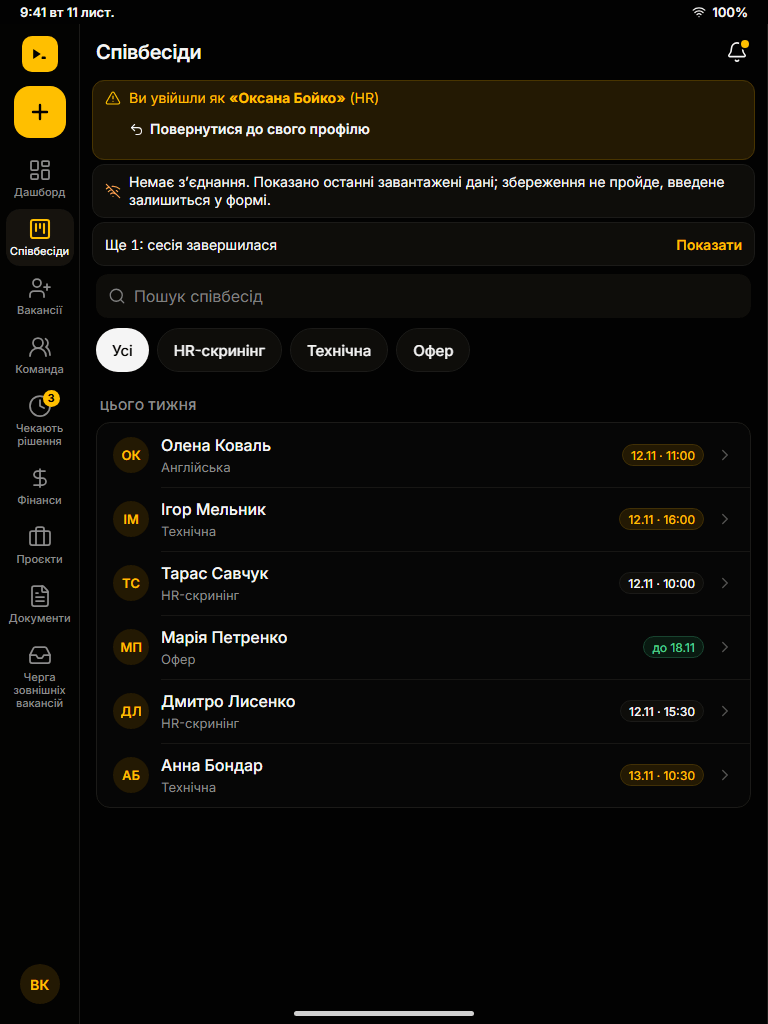 9:41 вт 11 лист.
100%
Співбесіди
Ви увійшли як «Оксана Бойко» (HR)
Повернутися до свого профілю
Немає з’єднання. Показано останні завантажені дані; збереження не пройде, введене
залишиться у формі.
Ще 1: сесія завершилася
Показати
Пошук співбесід
Усі
HR-скринінг
Технічна
Офер
Дашборд
Співбесіди
Вакансії
Команда
3
Чекають
рішення
Фінанси
Проєкти
Документи
Черга
зовнішніх
вакансій
ВК
ЦЬОГО ТИЖНЯ
ОК
Олена Коваль
Англійська
12.11 · 11:00
ІМ
Ігор Мельник
Технічна
12.11 · 16:00
ТС
Тарас Савчук
HR-скринінг
12.11 · 10:00
МП
Марія Петренко
Офер
до 18.11
ДЛ
Дмитро Лисенко
HR-скринінг
12.11 · 15:30
АБ
Анна Бондар
Технічна
13.11 · 10:30